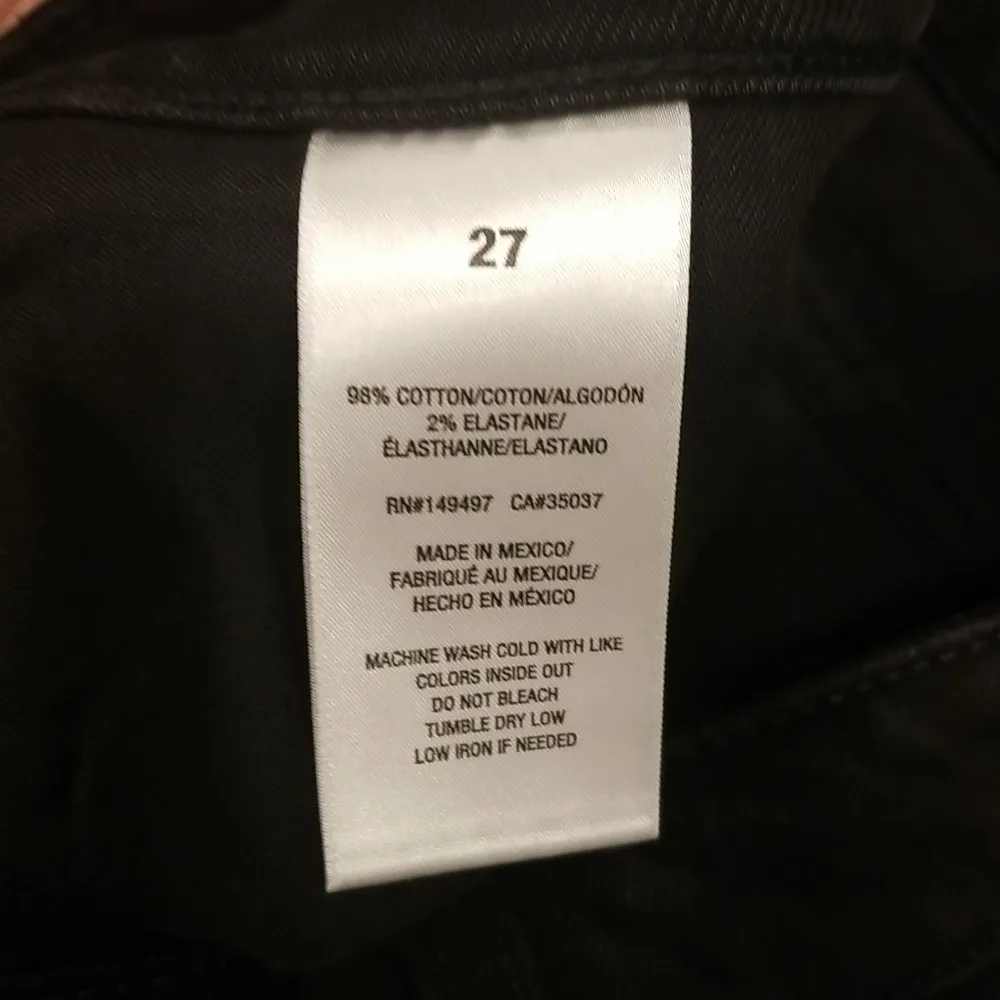 27
98% COTTON/COTON/ALGODÓN
2% ELASTANE/
ÉLASTHANNE/ELASTANO
RN#149497 CA#35037
MADE IN MEXICO/
FABRIQUÉ AU MEXIQUE/
HECHO EN MÉXICO
MACHINE WASH COLD WITH LIKE
COLORS INSIDE OUT
DO NOT BLEACH
TUMBLE DRY LOW
LOW IRON IF NEEDED